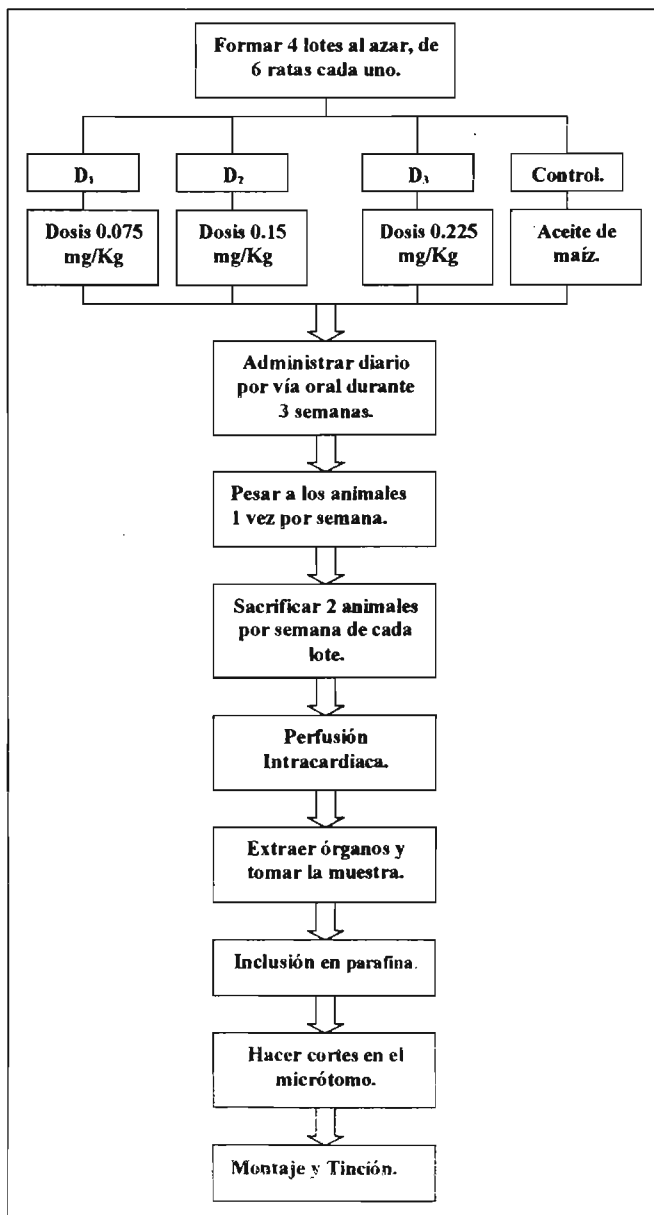 Formar 4 lotes al azar, de
6 ratas cada uno.
D₁
D₂
D₃
Control.
Dosis 0.075
mg/Kg
Dosis 0.15
mg/Kg
Dosis 0.225
mg/Kg
Aceite de
maíz.
Administrar diario
por vía oral durante
3 semanas.
Pesar a los animales
1 vez por semana.
Sacrificar 2 animales
por semana de cada
lote.
Perfusión
Intracardiaca.
Extraer órganos y
tomar la muestra.
Inclusión en parafina.
Hacer cortes en el
micrótomo.
Montaje y Tinción.